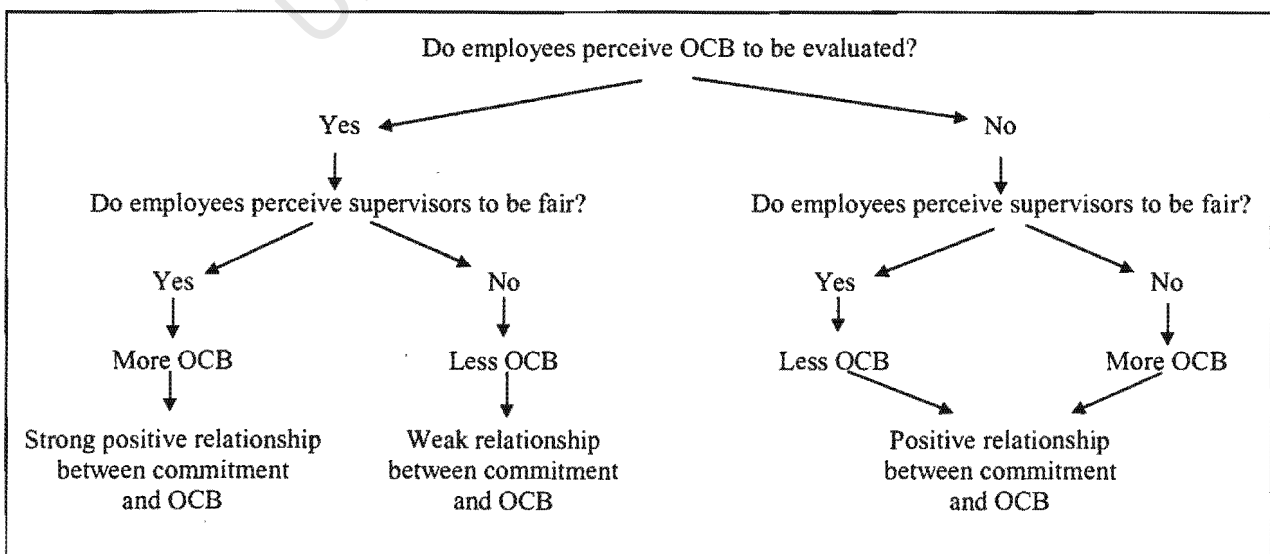 Do employees perceive OCB to be evaluated?
Yes
No
Do employees perceive supervisors to be fair?
Do employees perceive supervisors to be fair?
Yes
No
Yes
No
More OCB
Less OCB
Less OCB
More OCB
Strong positive relationship
between commitment
and OCB
Weak relationship
between commitment
and OCB
Positive relationship
between commitment
and OCB